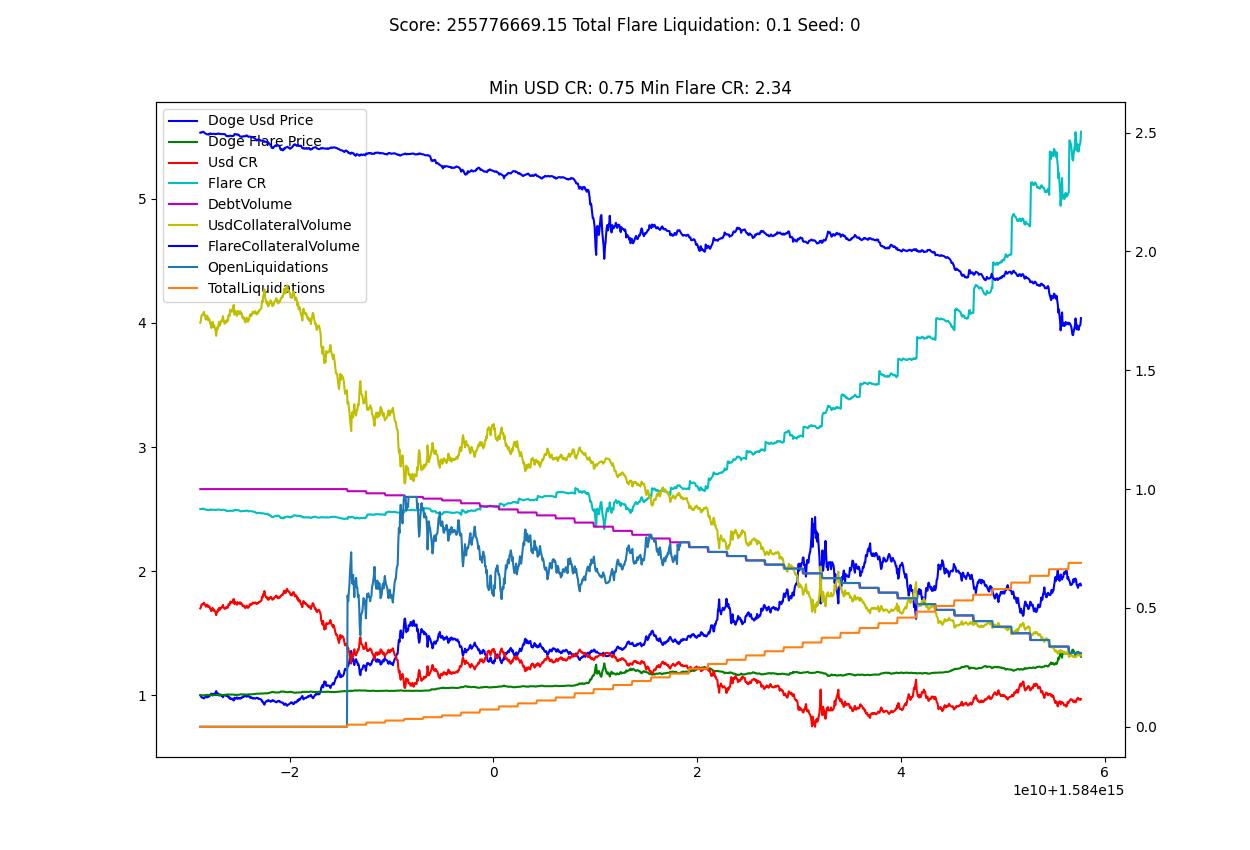 Score: 255776669.15 Total Flare Liquidation: 0.1 Seed: 0
Min USD CR: 0.75 Min Flare CR: 2.34
Doge Usd Price
Doge Flare Price
Usd CR
Flare CR
DebtVolume
UsdCollateralVolume
FlareCollateralVolume
OpenLiquidations
TotalLiquidations
5
4
3
2
1
2.5
2.0
1.5
1.0
0.5
0.0
−2
0
2
4
6
1e10+1.584e15